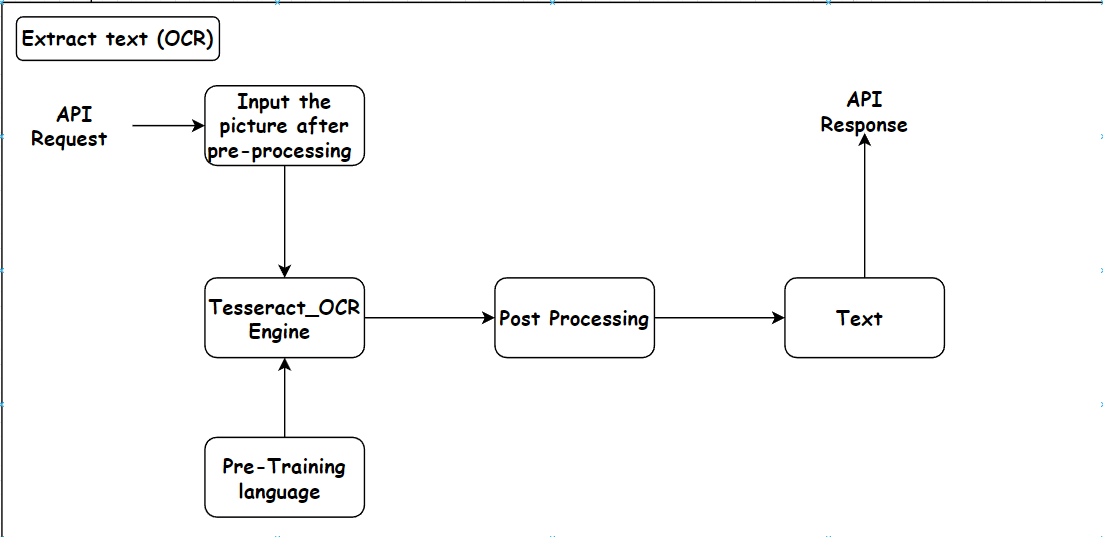 Extract text (OCR)
API
Request
Input the
picture after
pre-processing
API
Response
Tesseract_OCR
Engine
Post Processing
Text
Pre-Training
language